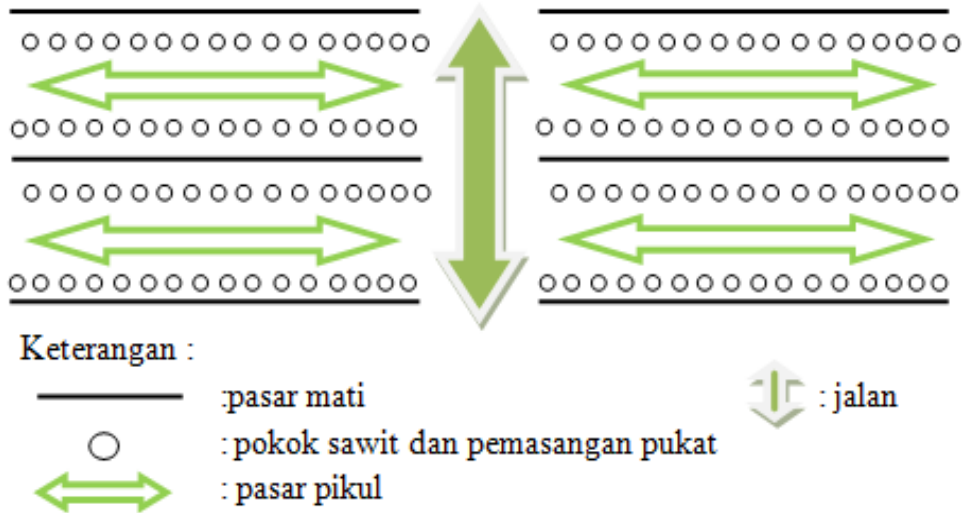 Keterangan :
:pasar mati
: jalan
: pokok sawit dan pemasangan pukat
: pasar pikul